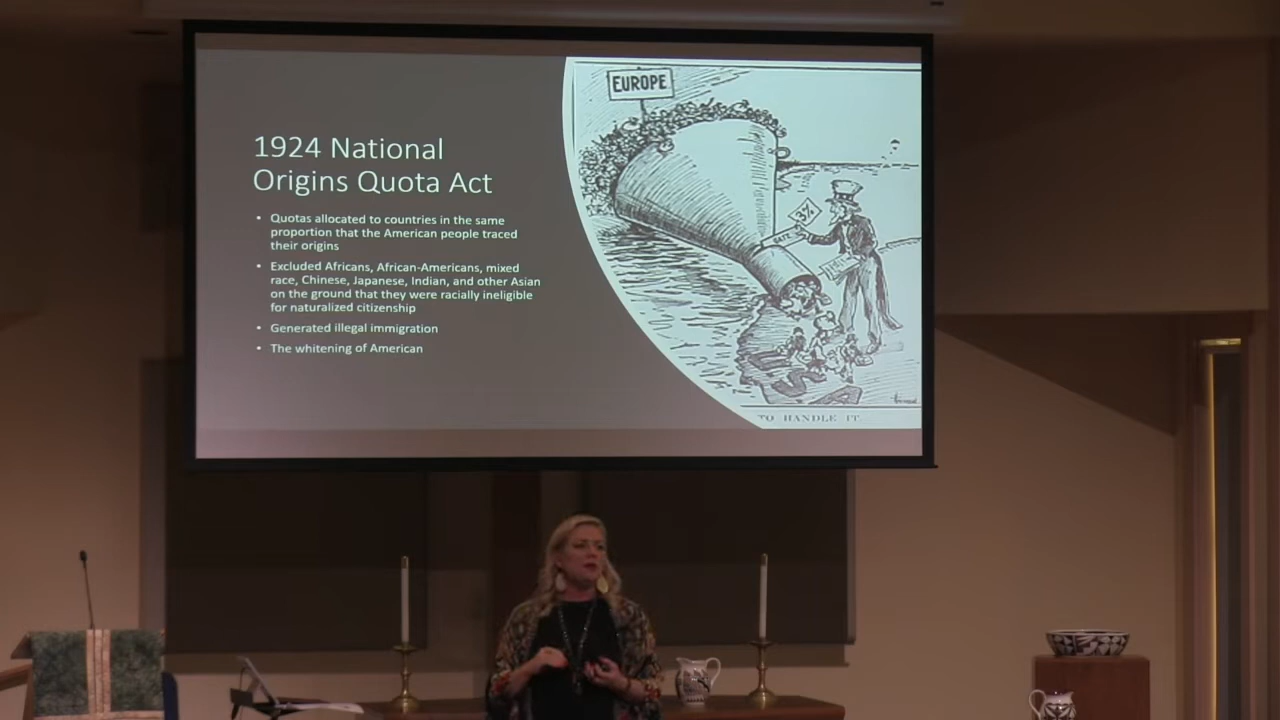 1924 National
Origins Quota Act
• Quotas allocated to countries in the same
proportion that the American people traced
their origins
• Excluded Africans, African-Americans, mixed
race, Chinese, Japanese, Indian, and other Asian
on the ground that they were racially ineligible
for naturalized citizenship
• Generated illegal immigration
• The whitening of American
EUROPE
3%
GATE
TO HANDLE IT